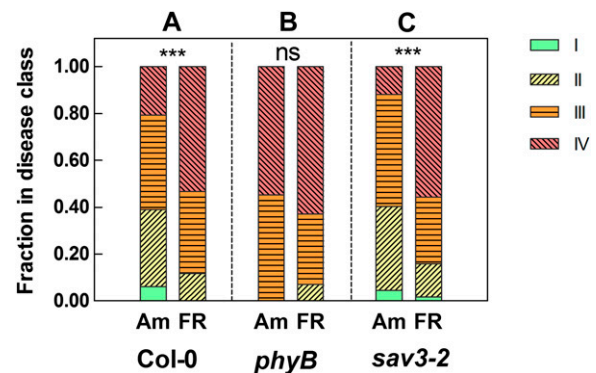 A B C
*** ns ***
1.00
0.80
0.60
0.40
0.20
0.00
Fraction in disease class
Am FR Am FR Am FR
Col-0 phyB sav3-2
I
II
III
IV